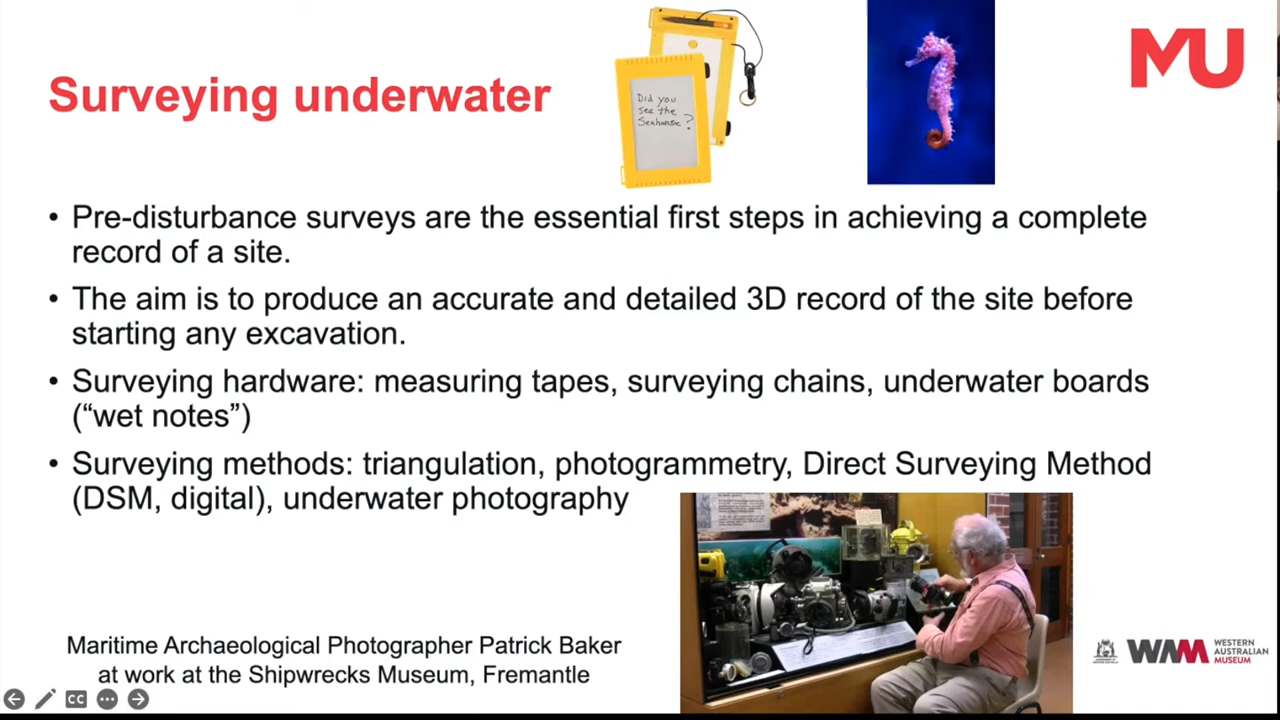 MU
Surveying underwater
Did you
see the
Seahorse?
• Pre-disturbance surveys are the essential first steps in achieving a complete
record of a site.
• The aim is to produce an accurate and detailed 3D record of the site before
starting any excavation.
• Surveying hardware: measuring tapes, surveying chains, underwater boards
(“wet notes”)
• Surveying methods: triangulation, photogrammetry, Direct Surveying Method
(DSM, digital), underwater photography
Maritime Archaeological Photographer Patrick Baker
at work at the Shipwrecks Museum, Fremantle
WAM
WESTERN
AUSTRALIAN
MUSEUM
CC